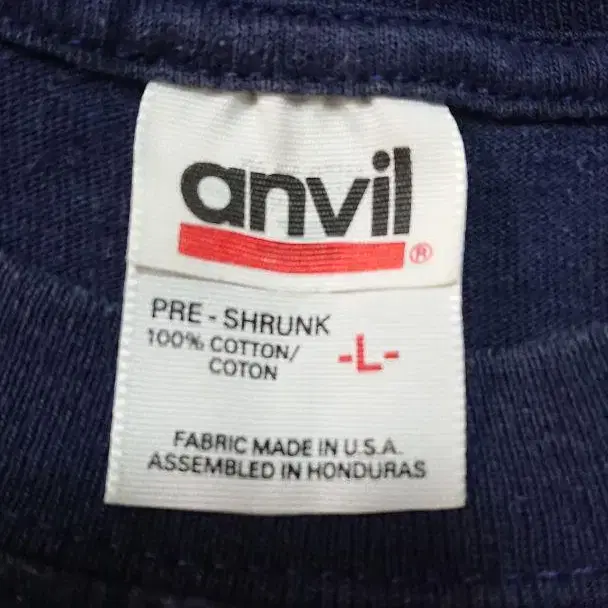 anvil®
PRE-SHRUNK
100% COTTON/
COTON
-L-
FABRIC MADE IN U.S.A.
ASSEMBLED IN HONDURAS